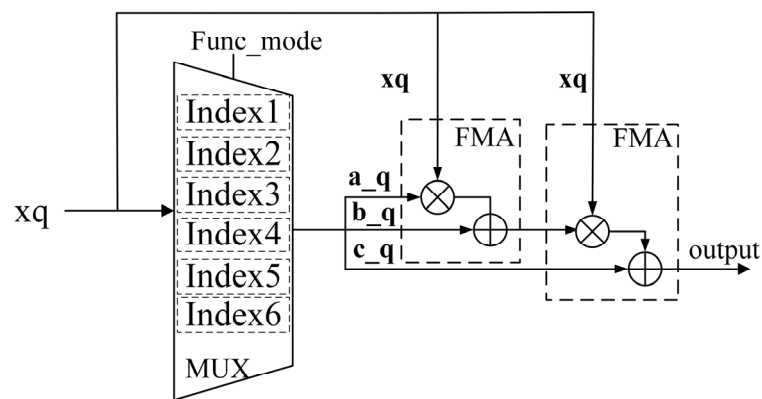 Func_mode
xq
xq
FMA
FMA
Index1
Index2
Index3
Index4
Index5
Index6
MUX
xq
a_q
b_q
c_q
output